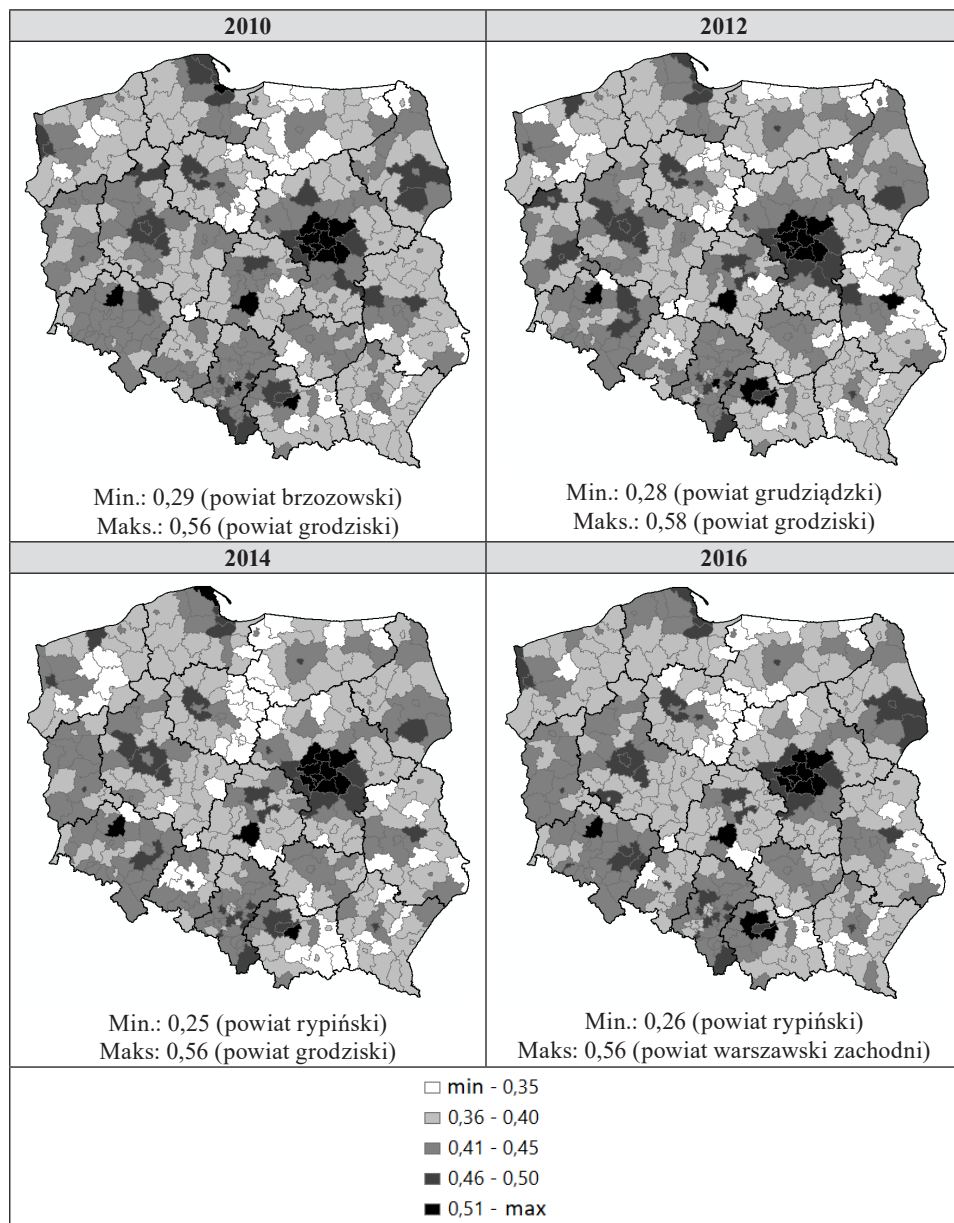 2010
2012
Min.: 0,29 (powiat brzozowski)
Maks.: 0,56 (powiat grodziski)
Min.: 0,28 (powiat grudziądzki)
Maks.: 0,58 (powiat grodziski)
2014
2016
Min.: 0,25 (powiat rypiński)
Maks: 0,56 (powiat grodziski)
Min.: 0,26 (powiat rypiński)
Maks: 0,56 (powiat warszawski zachodni)
min - 0,35
0,36 - 0,40
0,41 - 0,45
0,46 - 0,50
0,51 - max